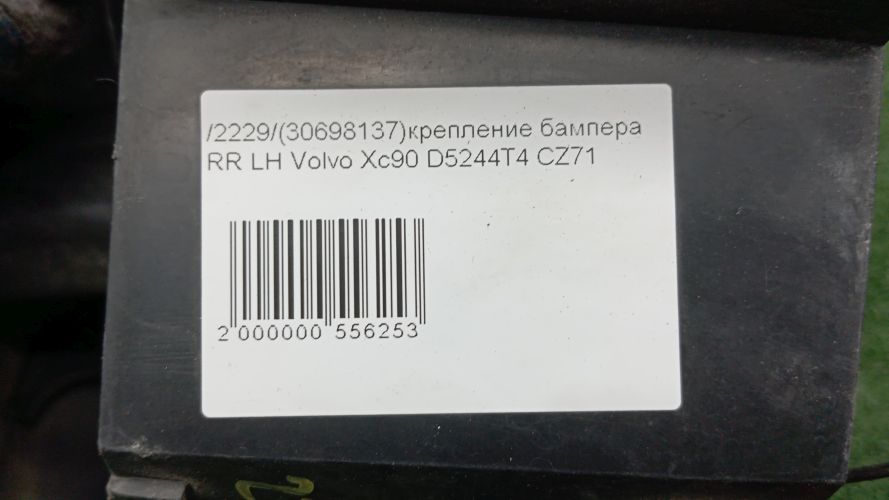 /2229/(30698137)крепление бампера
RR LH Volvo Xc90 D5244T4 CZ71
2 000000 556253